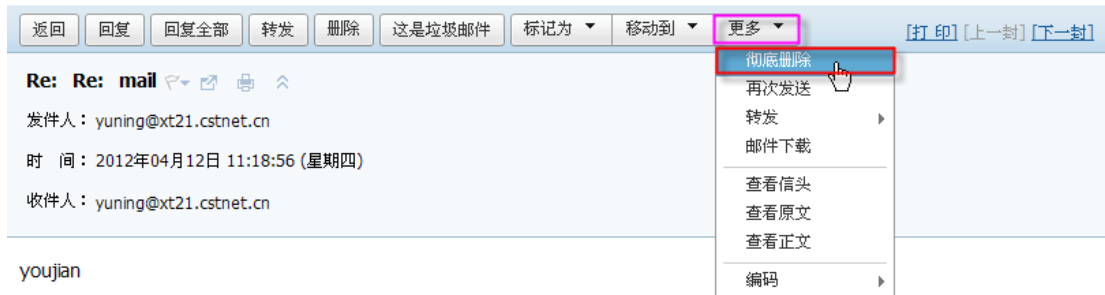 返回 回复 回复全部 转发 删除 这是垃圾邮件 标记为 移动到 更多 [打 印] [上一封] [下一封]
彻底删除
Re: Re: mail
再次发送
发件人：yuning@xt21.cstnet.cn
转发
邮件下载
时 间：2012年04月12日 11:18:56 (星期四)
查看信头
收件人：yuning@xt21.cstnet.cn
查看原文
查看正文
youjian
编码